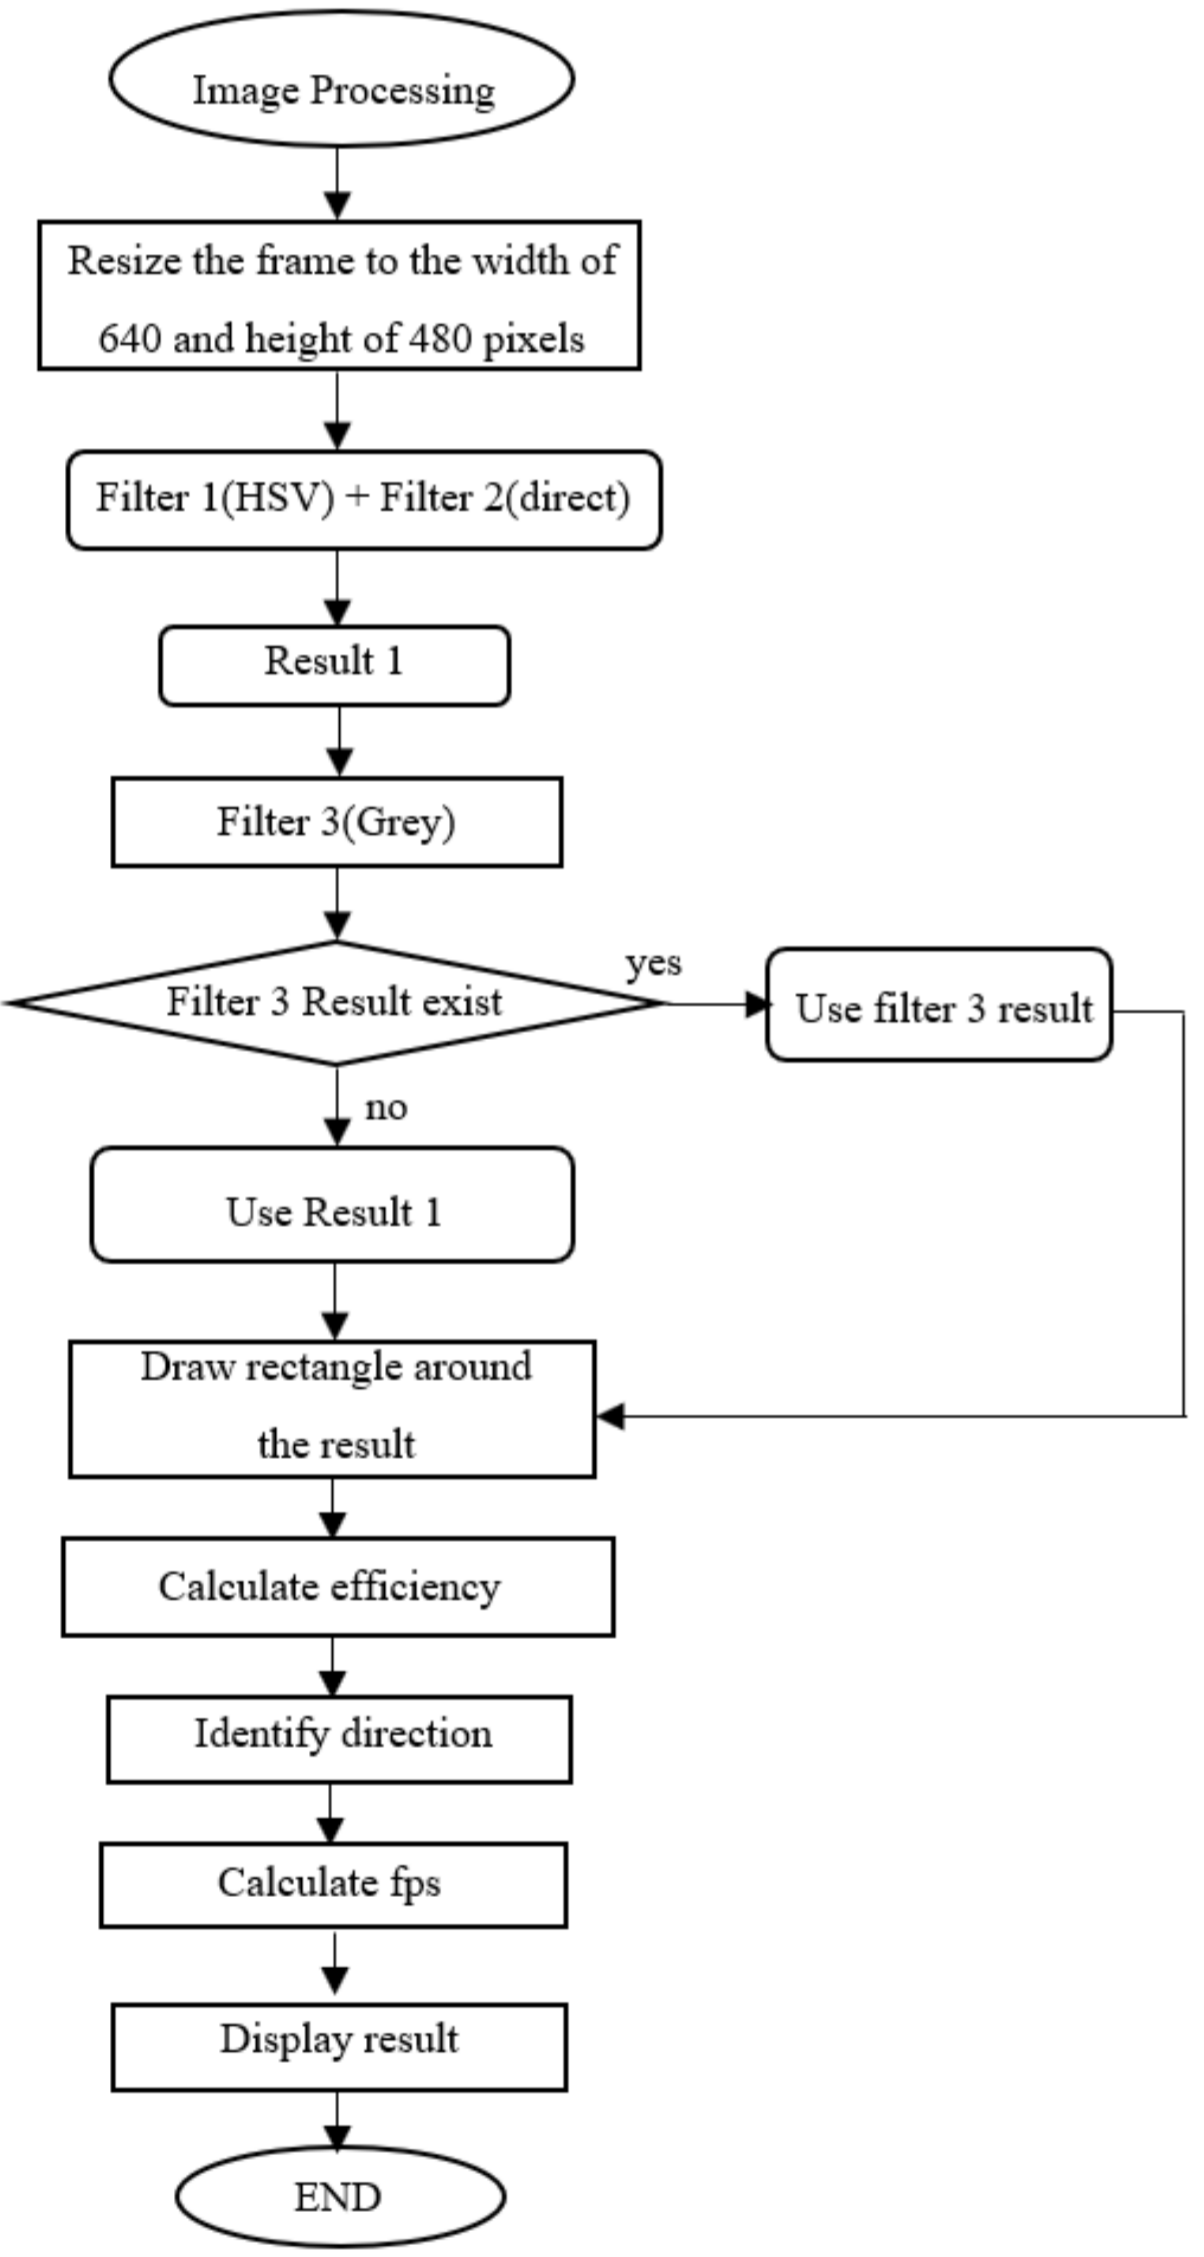 Image Processing
Resize the frame to the width of
640 and height of 480 pixels
Filter 1(HSV) + Filter 2(direct)
Result 1
Filter 3(Grey)
Filter 3 Result exist
yes
Use filter 3 result
no
Use Result 1
Draw rectangle around
the result
Calculate efficiency
Identify direction
Calculate fps
Display result
END